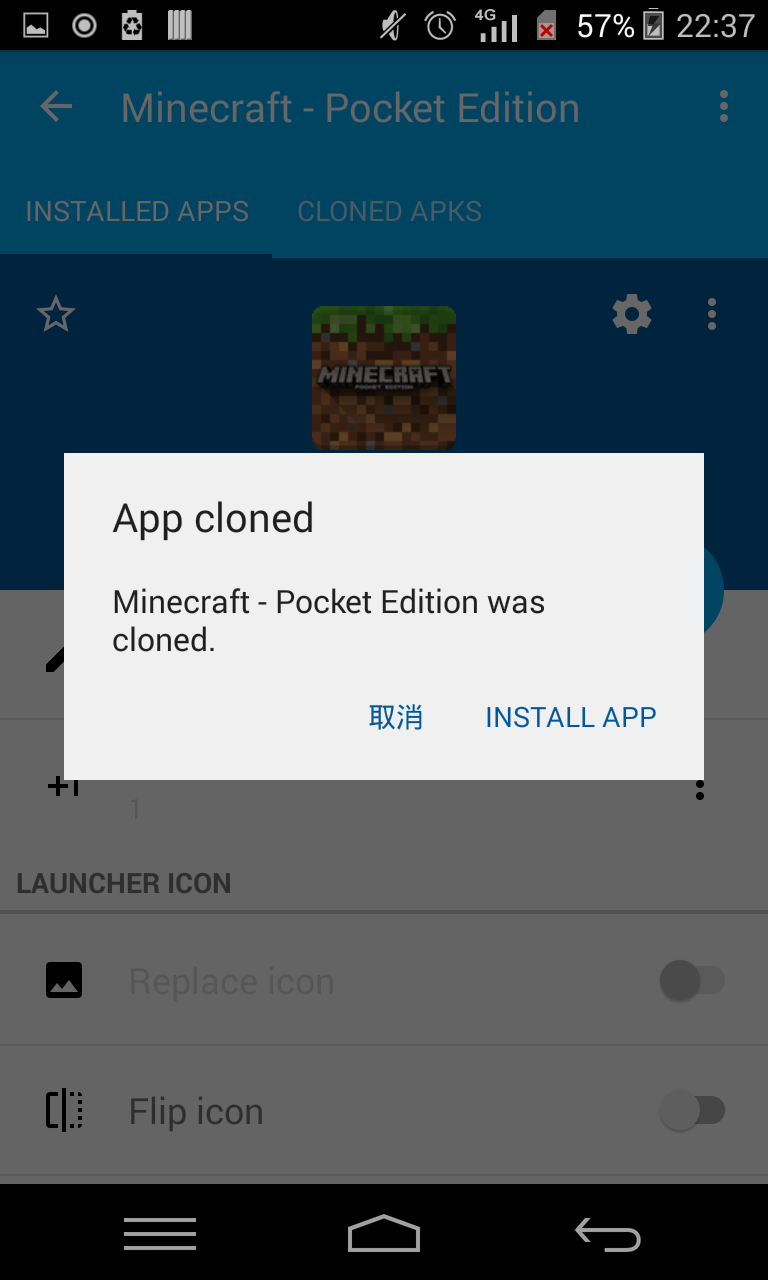 4G 57% 22:37
Minecraft - Pocket Edition
INSTALLED APPS CLONED APKS
MINECRAFT
POCKET EDITION
App cloned
Minecraft - Pocket Edition was
cloned.
取消 INSTALL APP
+1
1
LAUNCHER ICON
Replace icon
Flip icon